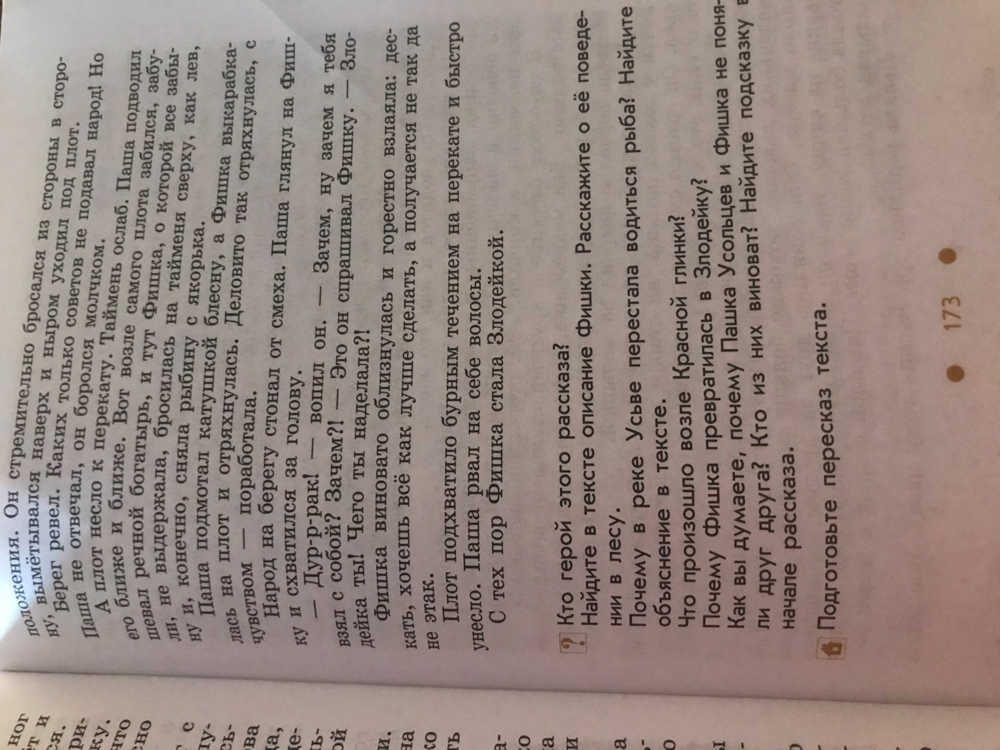 положения. Он стремительно бросался из стороны в сторо-
ну, вымётывался наверх и ныром уходил под плот.
Берег ревел. Каких только советов не подавал народ! Но
Паша не отвечал, он боролся молчком.
А плот несло к перекату. Таймень ослаб. Паша подводил
его ближе и ближе. Вот возле самого плота забился, забу-
шевал речной богатырь, и тут Фишка, о которой все забы-
ли, не выдержала, бросилась на тайменя сверху, как лев,
ну и, конечно, сняла рыбину с якорька.
Паша подмотал катушкой блесну, а Фишка выкарабка-
лась на плот и отряхнулась. Деловито так отряхнулась, с
чувством — поработала.
Народ на берегу стонал от смеха. Паша глянул на Фиш-
ку и схватился за голову.
— Дур-р-рак! — вопил он. — Зачем, ну зачем я тебя
взял с собой? Зачем?! — Это он спрашивал Фишку. — Зло-
дейка ты! Чего ты наделала?!
Фишка виновато облизнулась и горестно взлаяла: дес-
кать, хочешь всё как лучше сделать, а получается не так да
не этак.
Плот подхватило бурным течением на перекате и быстро
унесло. Паша рвал на себе волосы.
С тех пор Фишка стала Злодейкой.
? Кто герой этого рассказа?
Найдите в тексте описание Фишки. Расскажите о её поведе-
нии в лесу.
Почему в реке Усьве перестала водиться рыба? Найдите
объяснение в тексте.
Что произошло возле Красной глинки?
Почему Фишка превратилась в Злодейку?
Как вы думаете, почему Пашка Усольцев и Фишка не поня-
ли друг друга? Кто из них виноват? Найдите подсказку в
начале рассказа.
Подготовьте пересказ текста.
• 173 •